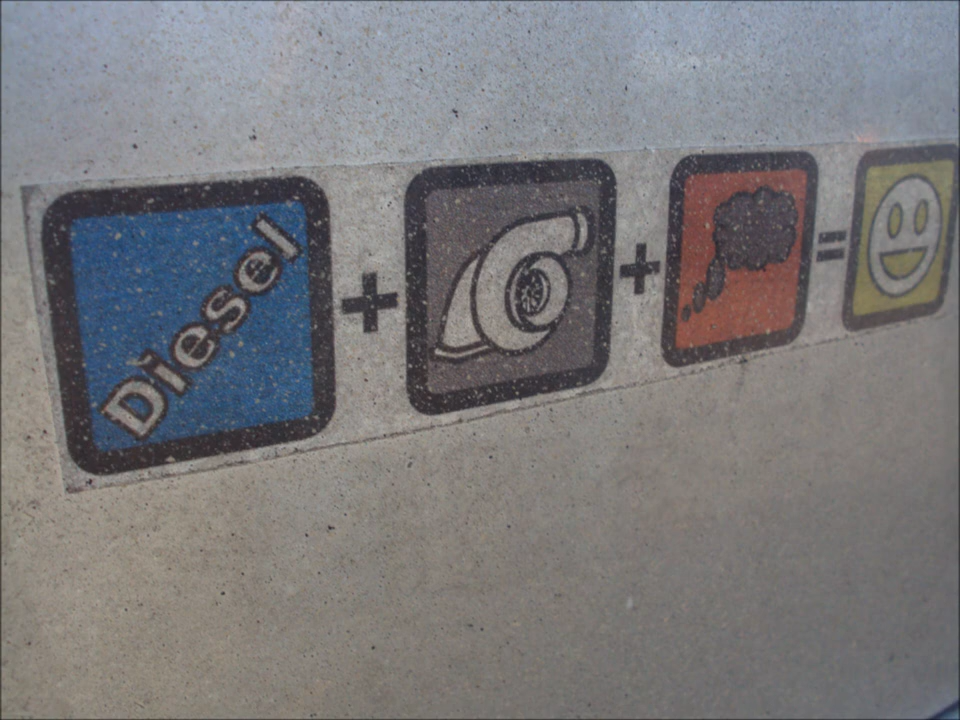 Diesel + + =